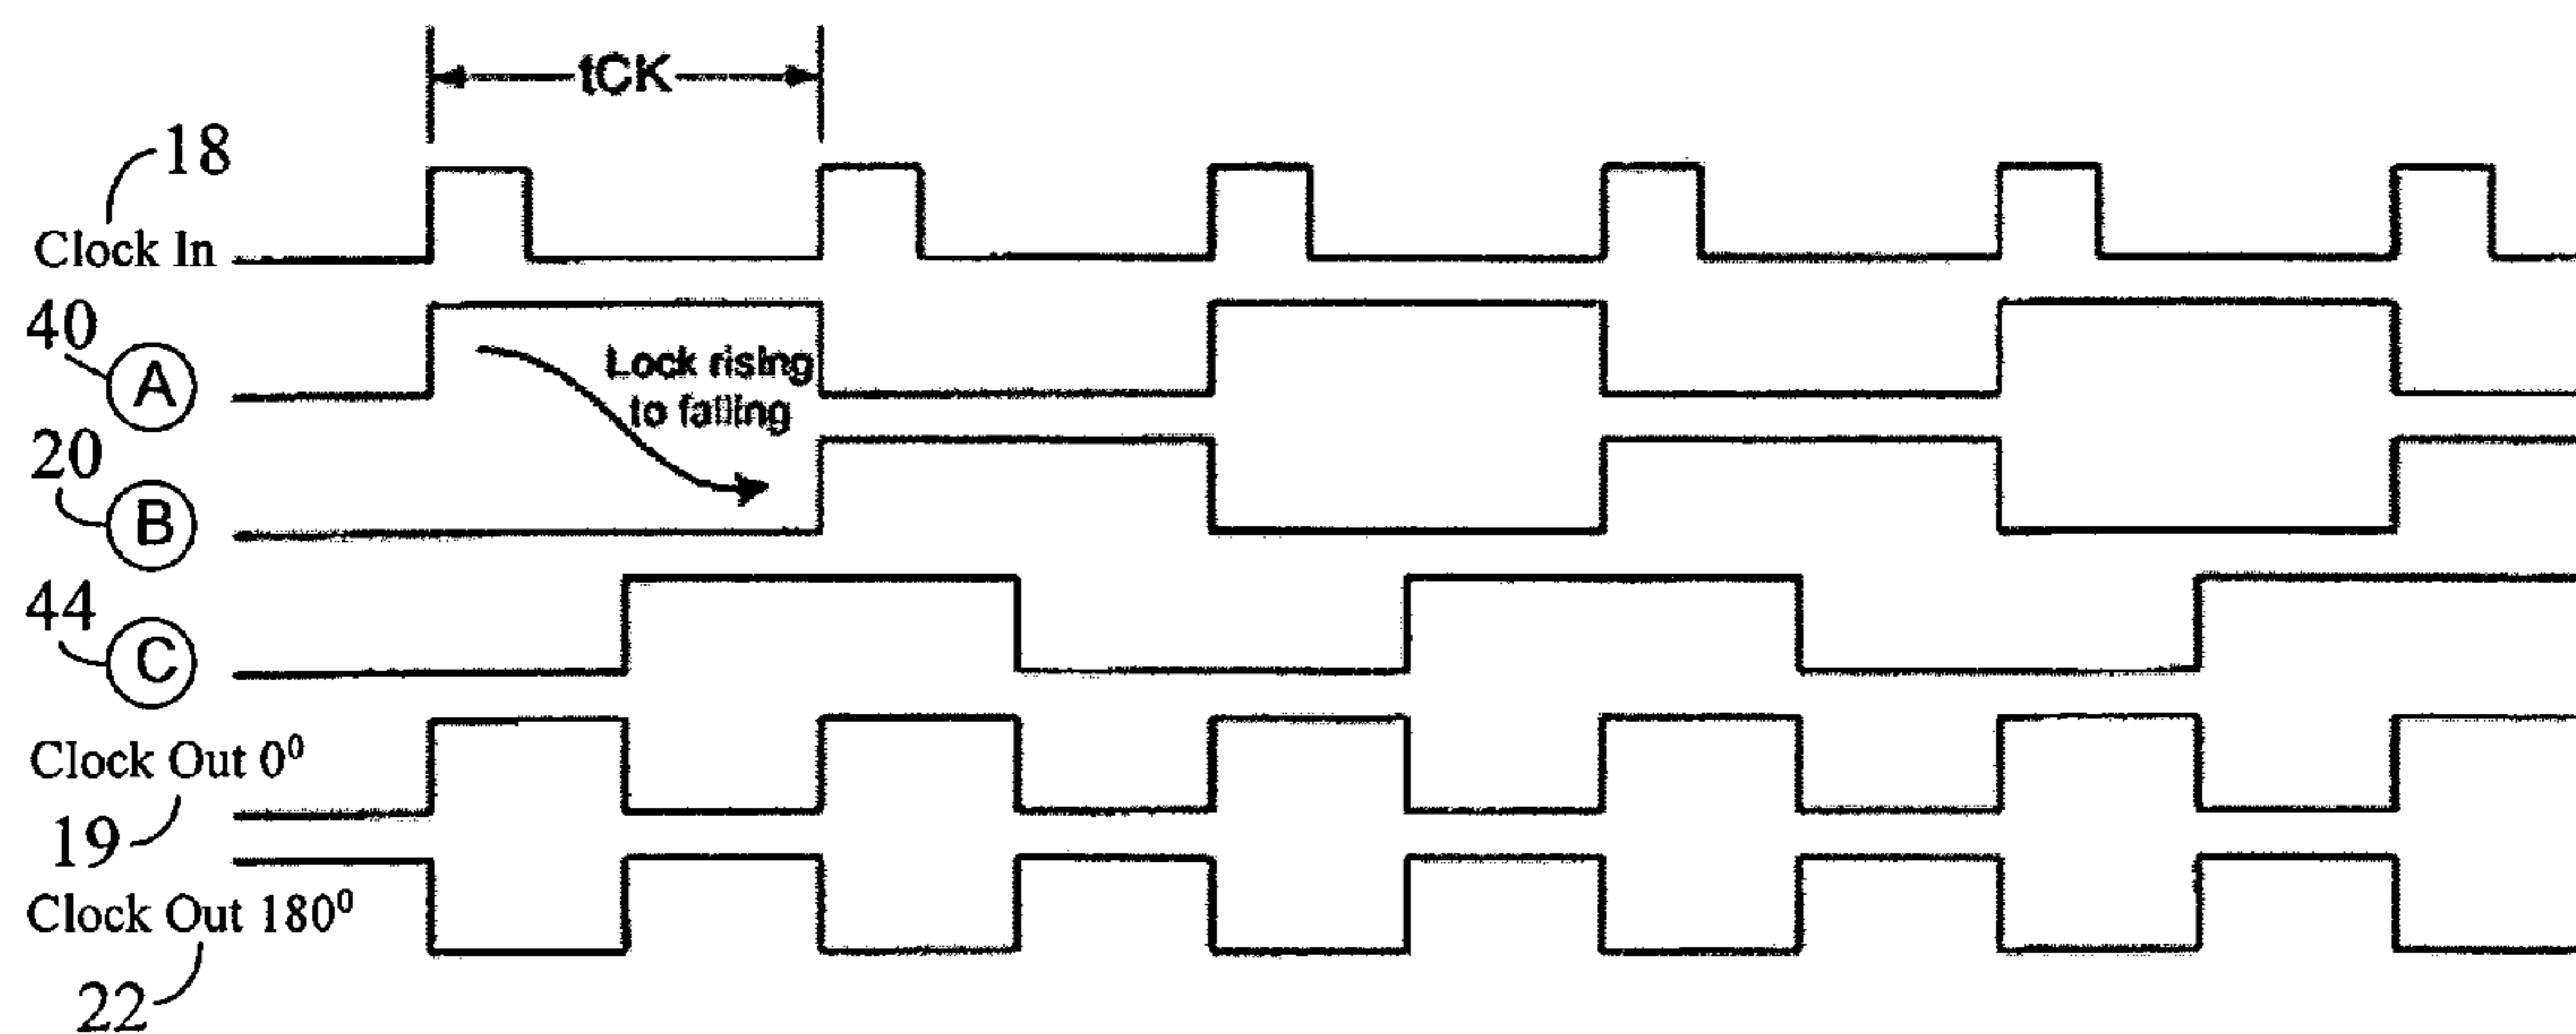 tCK
18
Clock In
40
A
Lock rising
to falling
20
B
44
C
Clock Out 0⁰
19
Clock Out 180⁰
22